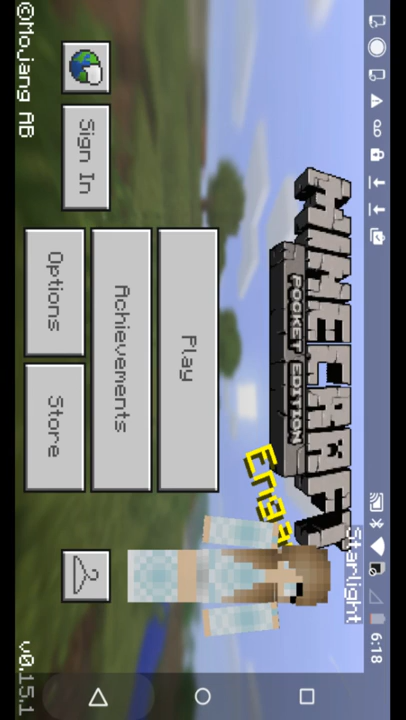 6:18
MINECRAFT
POCKET EDITION
Starlight
Play
Achievements
Options
Store
Sign In
©Mojang AB
v0.15.1